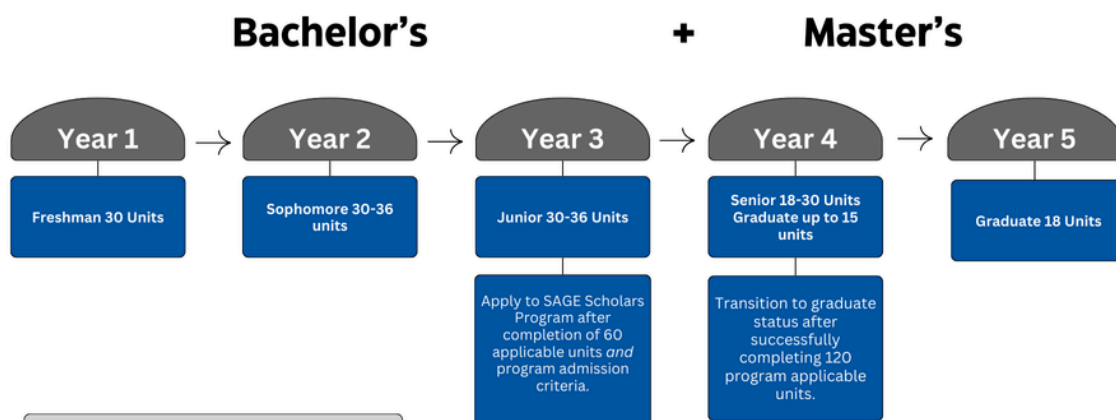 Bachelor's + Master's
Year 1
Year 2
Year 3
Year 4
Year 5
Freshman 30 Units
Sophomore 30-36
units
Junior 30-36 Units
Senior 18-30 Units
Graduate up to 15
units
Graduate 18 Units
Apply to SAGE Scholars
Program after
completion of 60
applicable units and
program admission
criteria.
Transition to graduate
status after
successfully
completing 120
program applicable
units.